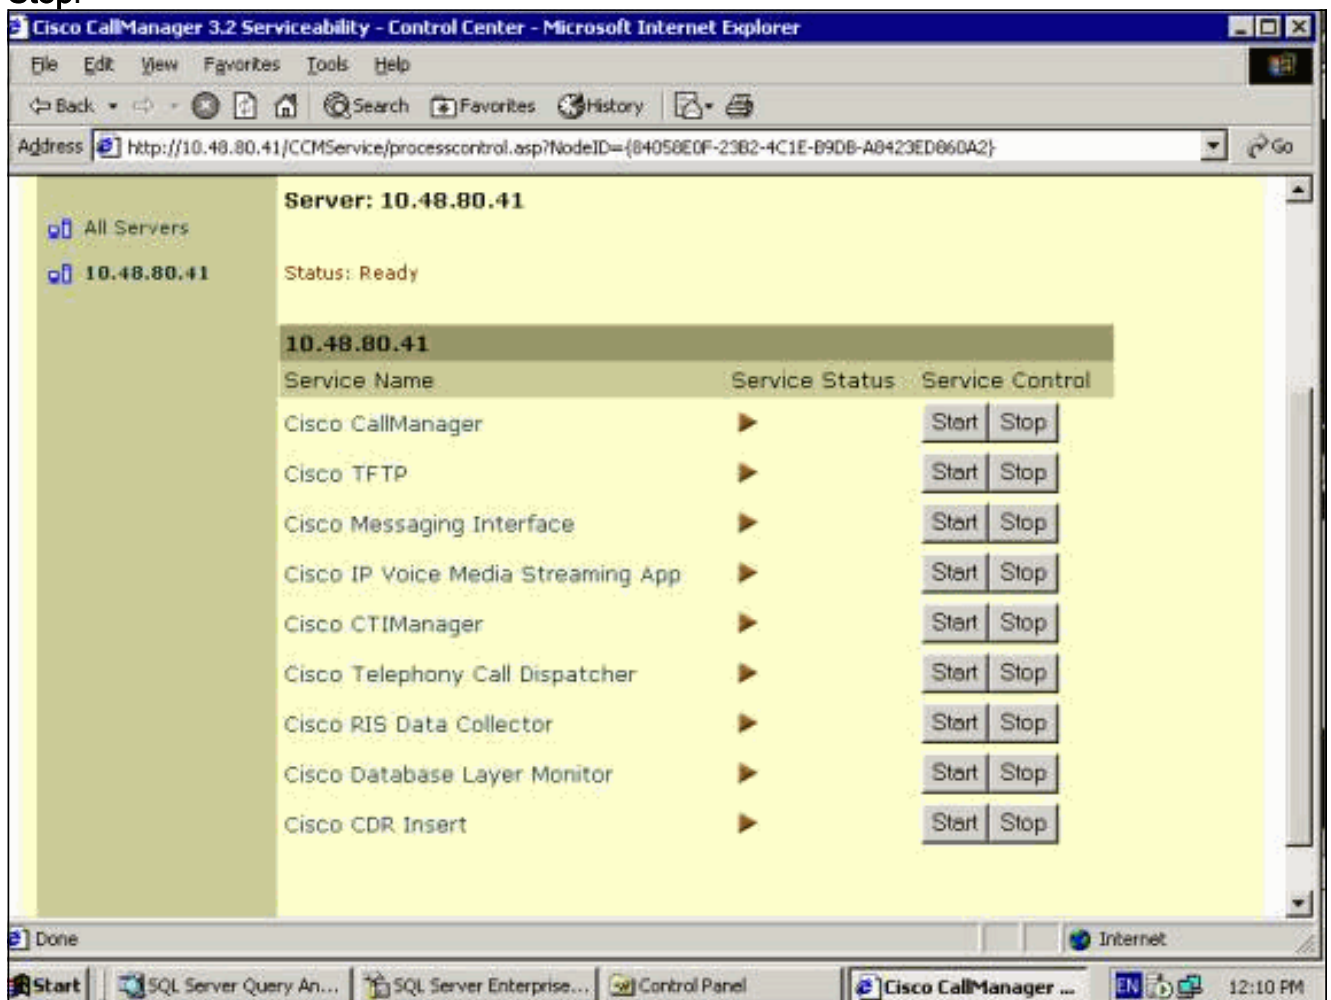 Stop.
Cisco CallManager 3.2 Serviceability - Control Center - Microsoft Internet Explorer
File Edit View Favorites Tools Help
Back Search Favorites History
Address http://10.48.80.41/CCMService/processcontrol.asp?NodeID={84058E0F-23B2-4C1E-B9DB-A8423ED860A2} Go
Server: 10.48.80.41
All Servers
10.48.80.41 Status: Ready
10.48.80.41
Service Name Service Status Service Control
Cisco CallManager Start Stop
Cisco TFTP Start Stop
Cisco Messaging Interface Start Stop
Cisco IP Voice Media Streaming App Start Stop
Cisco CTIManager Start Stop
Cisco Telephony Call Dispatcher Start Stop
Cisco RIS Data Collector Start Stop
Cisco Database Layer Monitor Start Stop
Cisco CDR Insert Start Stop
Done Internet
Start SQL Server Query An... SQL Server Enterprise... Control Panel Cisco CallManager ... EN 12:10 PM